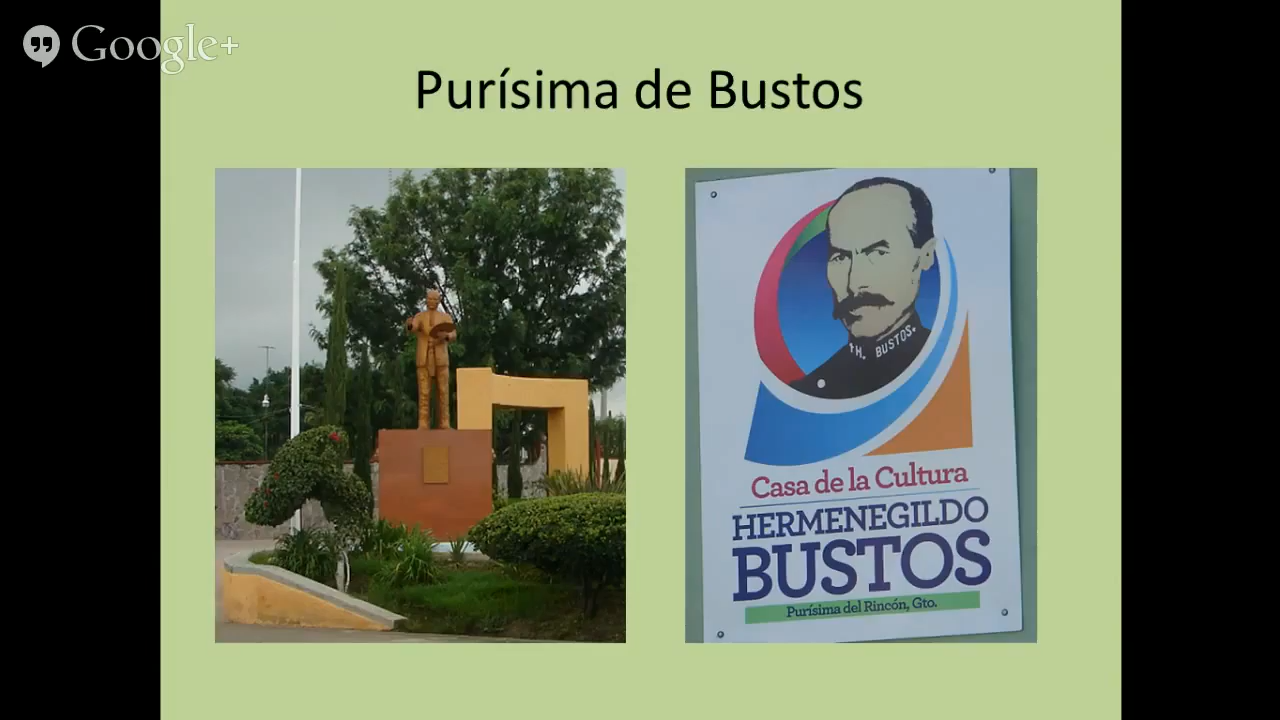 Google+
Purísima de Bustos
H. BUSTOS.
Casa de la Cultura
HERMENEGILDO
BUSTOS
Purísima del Rincón, Gto.